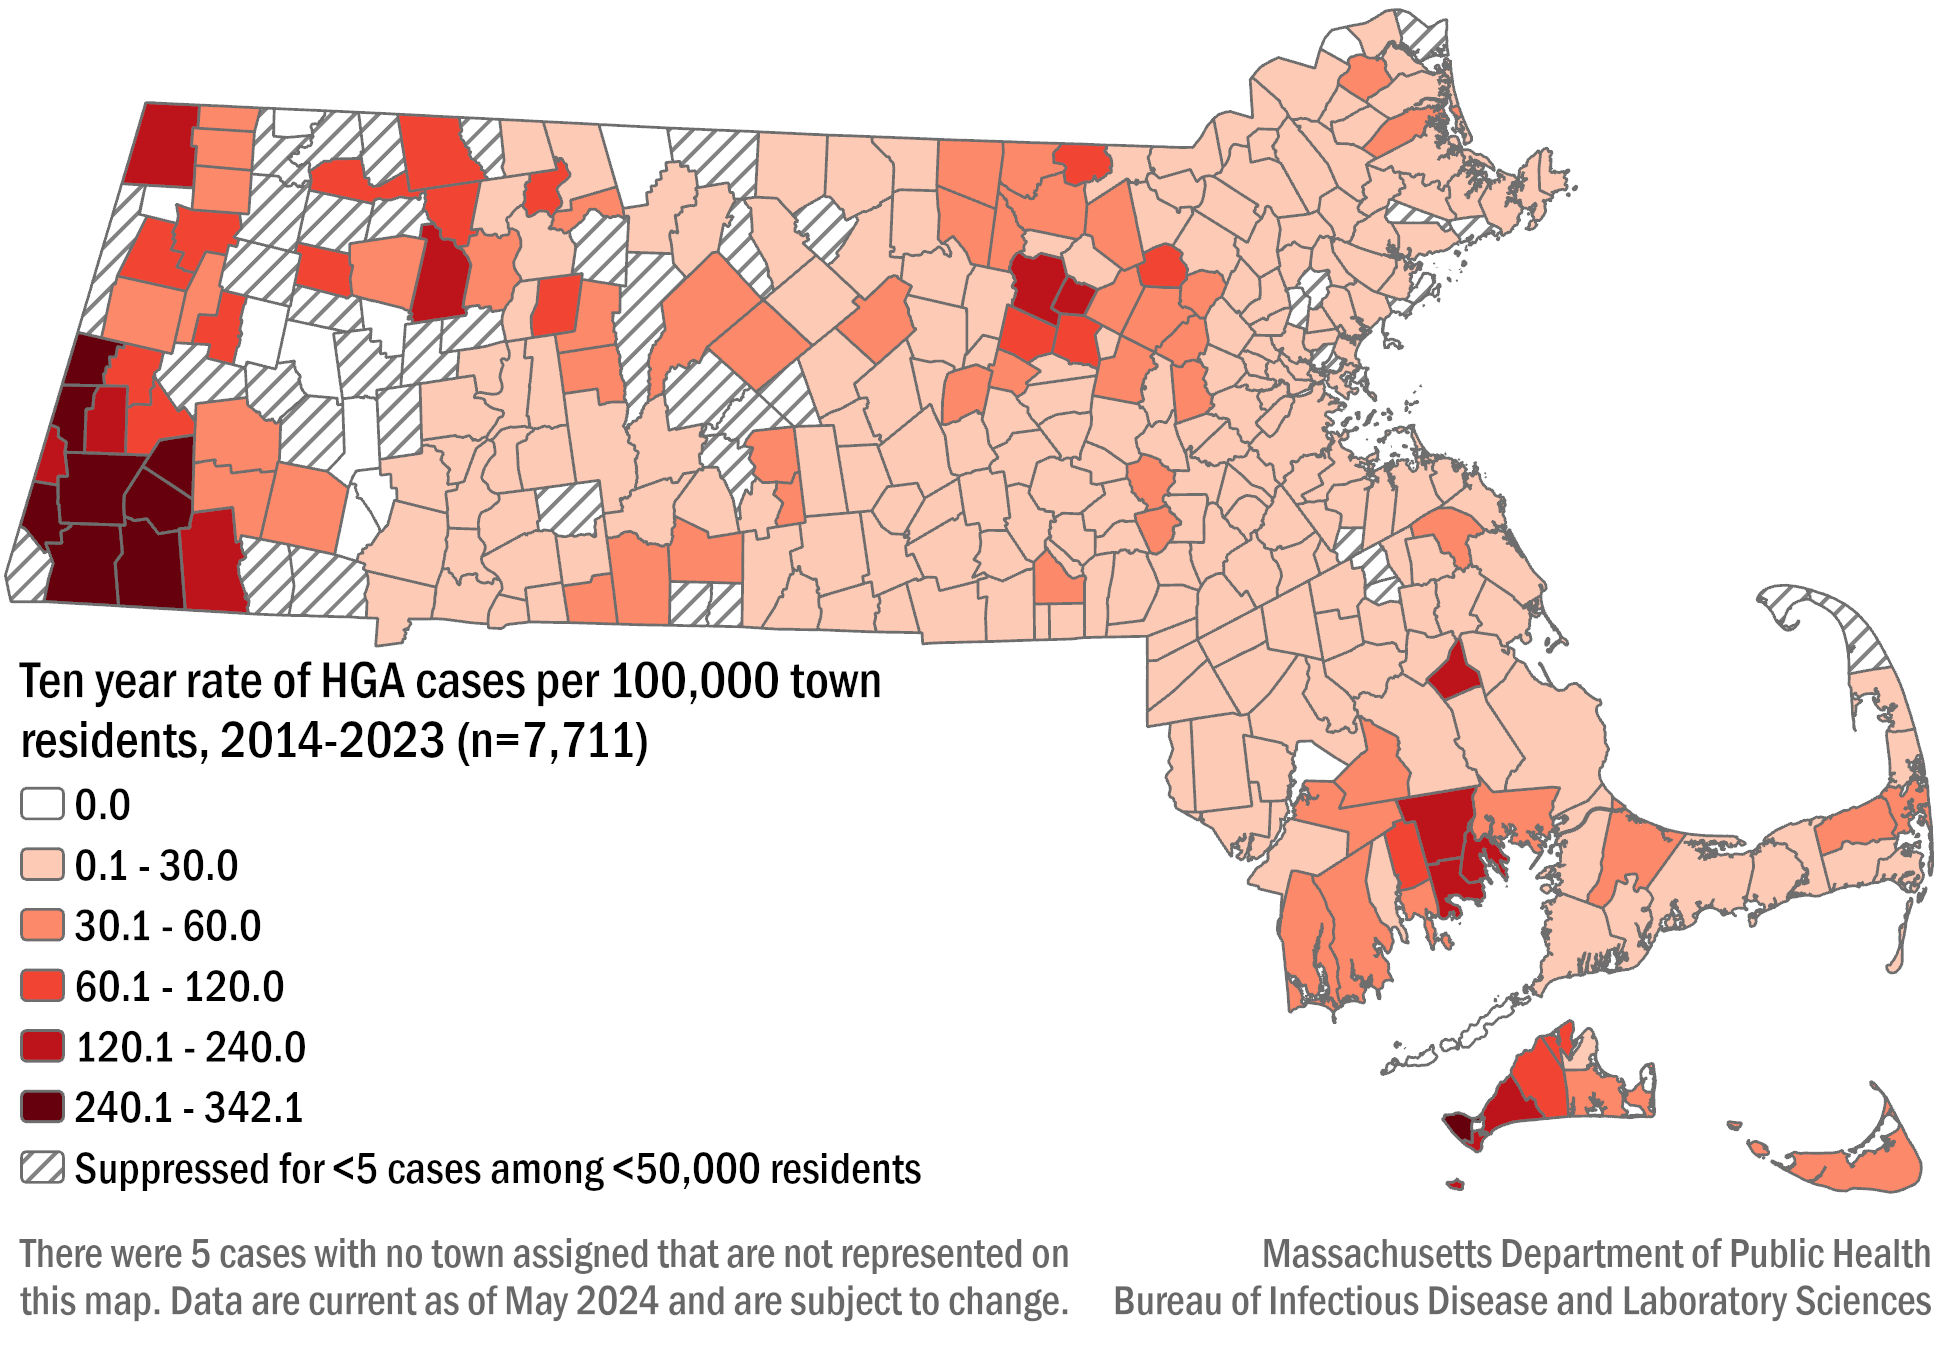 Ten year rate of HGA cases per 100,000 town
residents, 2014-2023 (n=7,711)
0.0
0.1 - 30.0
30.1 - 60.0
60.1 - 120.0
120.1 - 240.0
240.1 - 342.1
Suppressed for <5 cases among <50,000 residents
There were 5 cases with no town assigned that are not represented on
this map. Data are current as of May 2024 and are subject to change.
Massachusetts Department of Public Health
Bureau of Infectious Disease and Laboratory Sciences